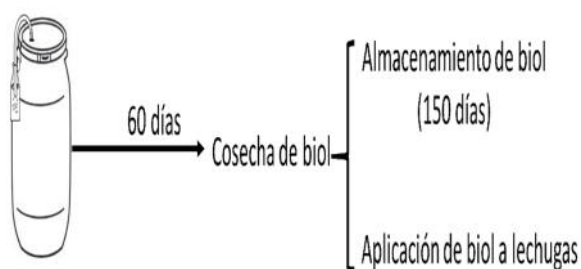 60 días
Cosecha de biol
Almacenamiento de biol
(150 días)
Aplicación de biol a lechugas